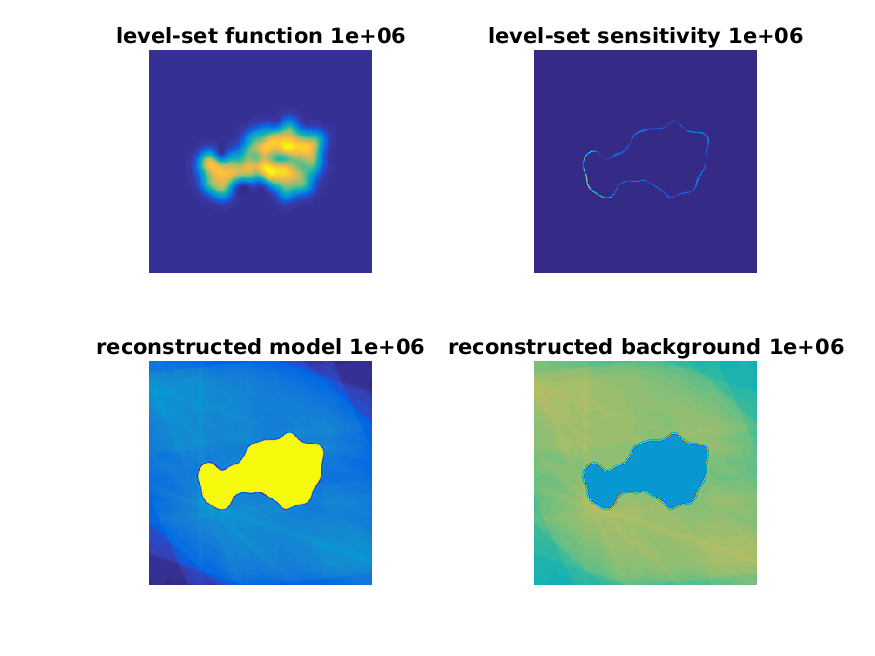 level-set function 1e+06
level-set sensitivity 1e+06
reconstructed model 1e+06
reconstructed background 1e+06